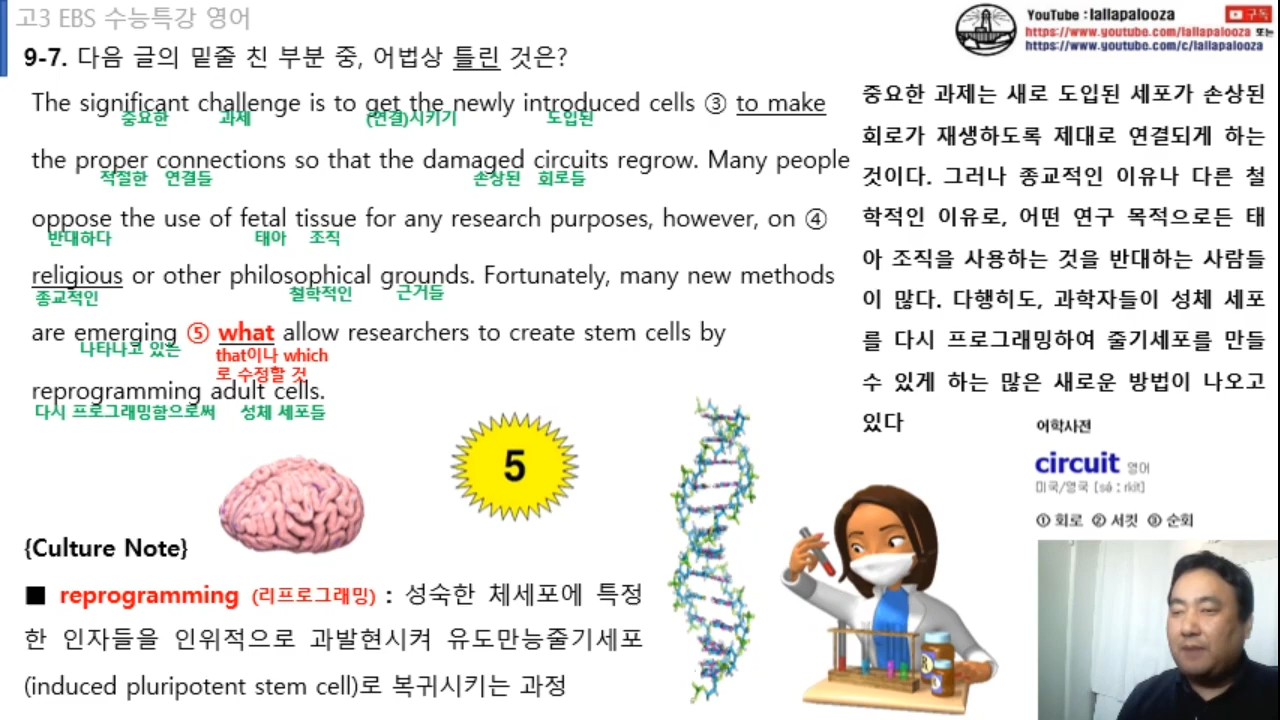 고3 EBS 수능특강 영어
YouTube : lallapalooza
구독
https://www.youtube.com/lallapalooza 또는
https://www.youtube.com/c/lallapalooza
9-7. 다음 글의 밑줄 친 부분 중, 어법상 틀린 것은?
The significant challenge is to get the newly introduced cells ③ to make
중요한 과제 (연결)시키기 도입된
the proper connections so that the damaged circuits regrow. Many people
적절한 연결들 손상된 회로들
oppose the use of fetal tissue for any research purposes, however, on ④
반대하다 태아 조직
religious or other philosophical grounds. Fortunately, many new methods
종교적인 철학적인 근거들
are emerging ⑤ what allow researchers to create stem cells by
나타나고 있는 that이나 which
로 수정할 것
reprogramming adult cells.
다시 프로그래밍함으로써 성체 세포들
중요한 과제는 새로 도입된 세포가 손상된
회로가 재생하도록 제대로 연결되게 하는
것이다. 그러나 종교적인 이유나 다른 철
학적인 이유로, 어떤 연구 목적으로든 태
아 조직을 사용하는 것을 반대하는 사람들
이 많다. 다행히도, 과학자들이 성체 세포
를 다시 프로그래밍하여 줄기세포를 만들
수 있게 하는 많은 새로운 방법이 나오고
있다
5
어학사전
circuit 영어
미국/영국 [sə́ːrkit]
① 회로 ② 서킷 ③ 순회
{Culture Note}
■ reprogramming (리프로그래밍) : 성숙한 체세포에 특정
한 인자들을 인위적으로 과발현시켜 유도만능줄기세포
(induced pluripotent stem cell)로 복귀시키는 과정